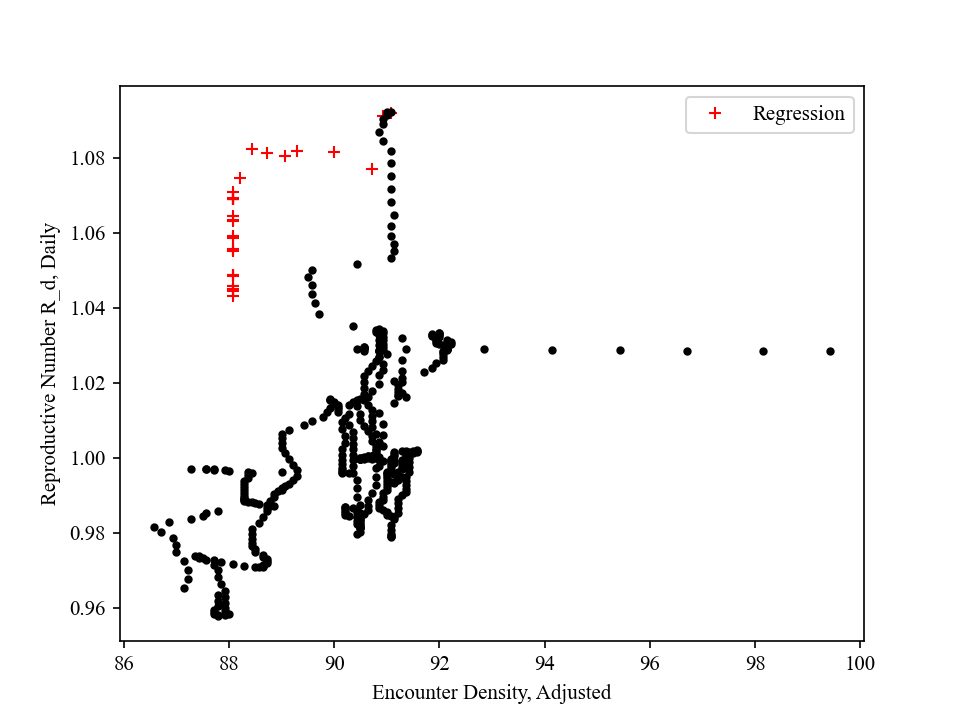 Regression
1.08
1.06
1.04
1.02
1.00
0.98
0.96
Reproductive Number R_d, Daily
86 88 90 92 94 96 98 100
Encounter Density, Adjusted